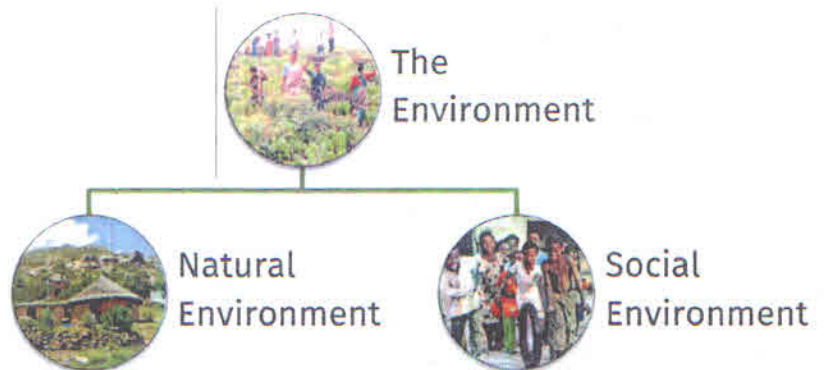 The
Environment
Natural
Environment
Social
Environment